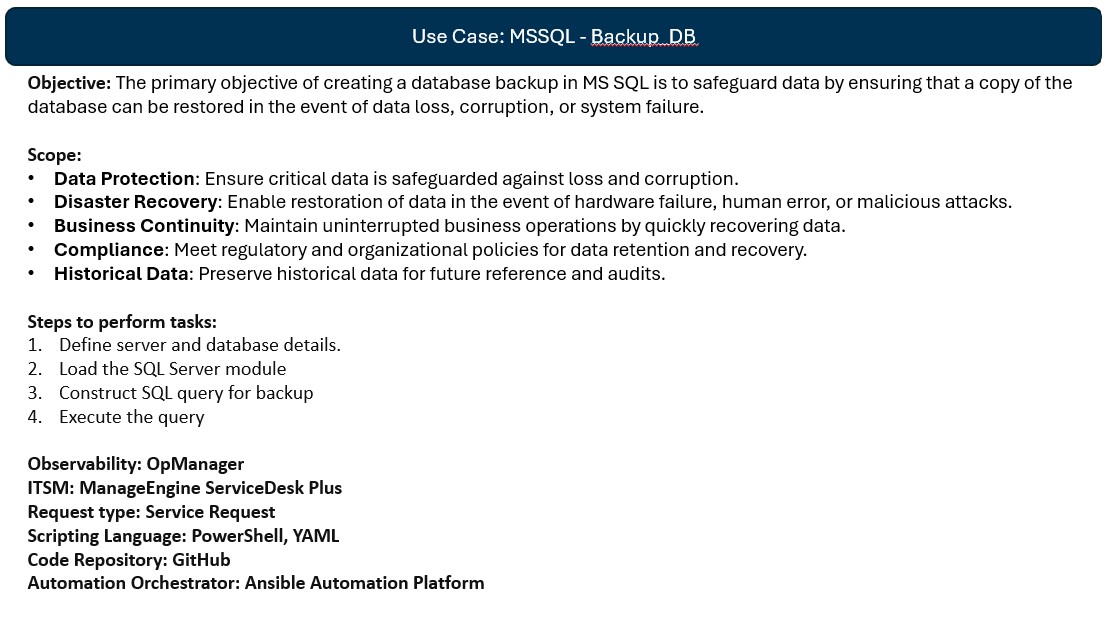 Use Case: MSSQL - Backup_DB
Objective: The primary objective of creating a database backup in MS SQL is to safeguard data by ensuring that a copy of the
database can be restored in the event of data loss, corruption, or system failure.
Scope:
• Data Protection: Ensure critical data is safeguarded against loss and corruption.
• Disaster Recovery: Enable restoration of data in the event of hardware failure, human error, or malicious attacks.
• Business Continuity: Maintain uninterrupted business operations by quickly recovering data.
• Compliance: Meet regulatory and organizational policies for data retention and recovery.
• Historical Data: Preserve historical data for future reference and audits.
Steps to perform tasks:
1. Define server and database details.
2. Load the SQL Server module
3. Construct SQL query for backup
4. Execute the query
Observability: OpManager
ITSM: ManageEngine ServiceDesk Plus
Request type: Service Request
Scripting Language: PowerShell, YAML
Code Repository: GitHub
Automation Orchestrator: Ansible Automation Platform